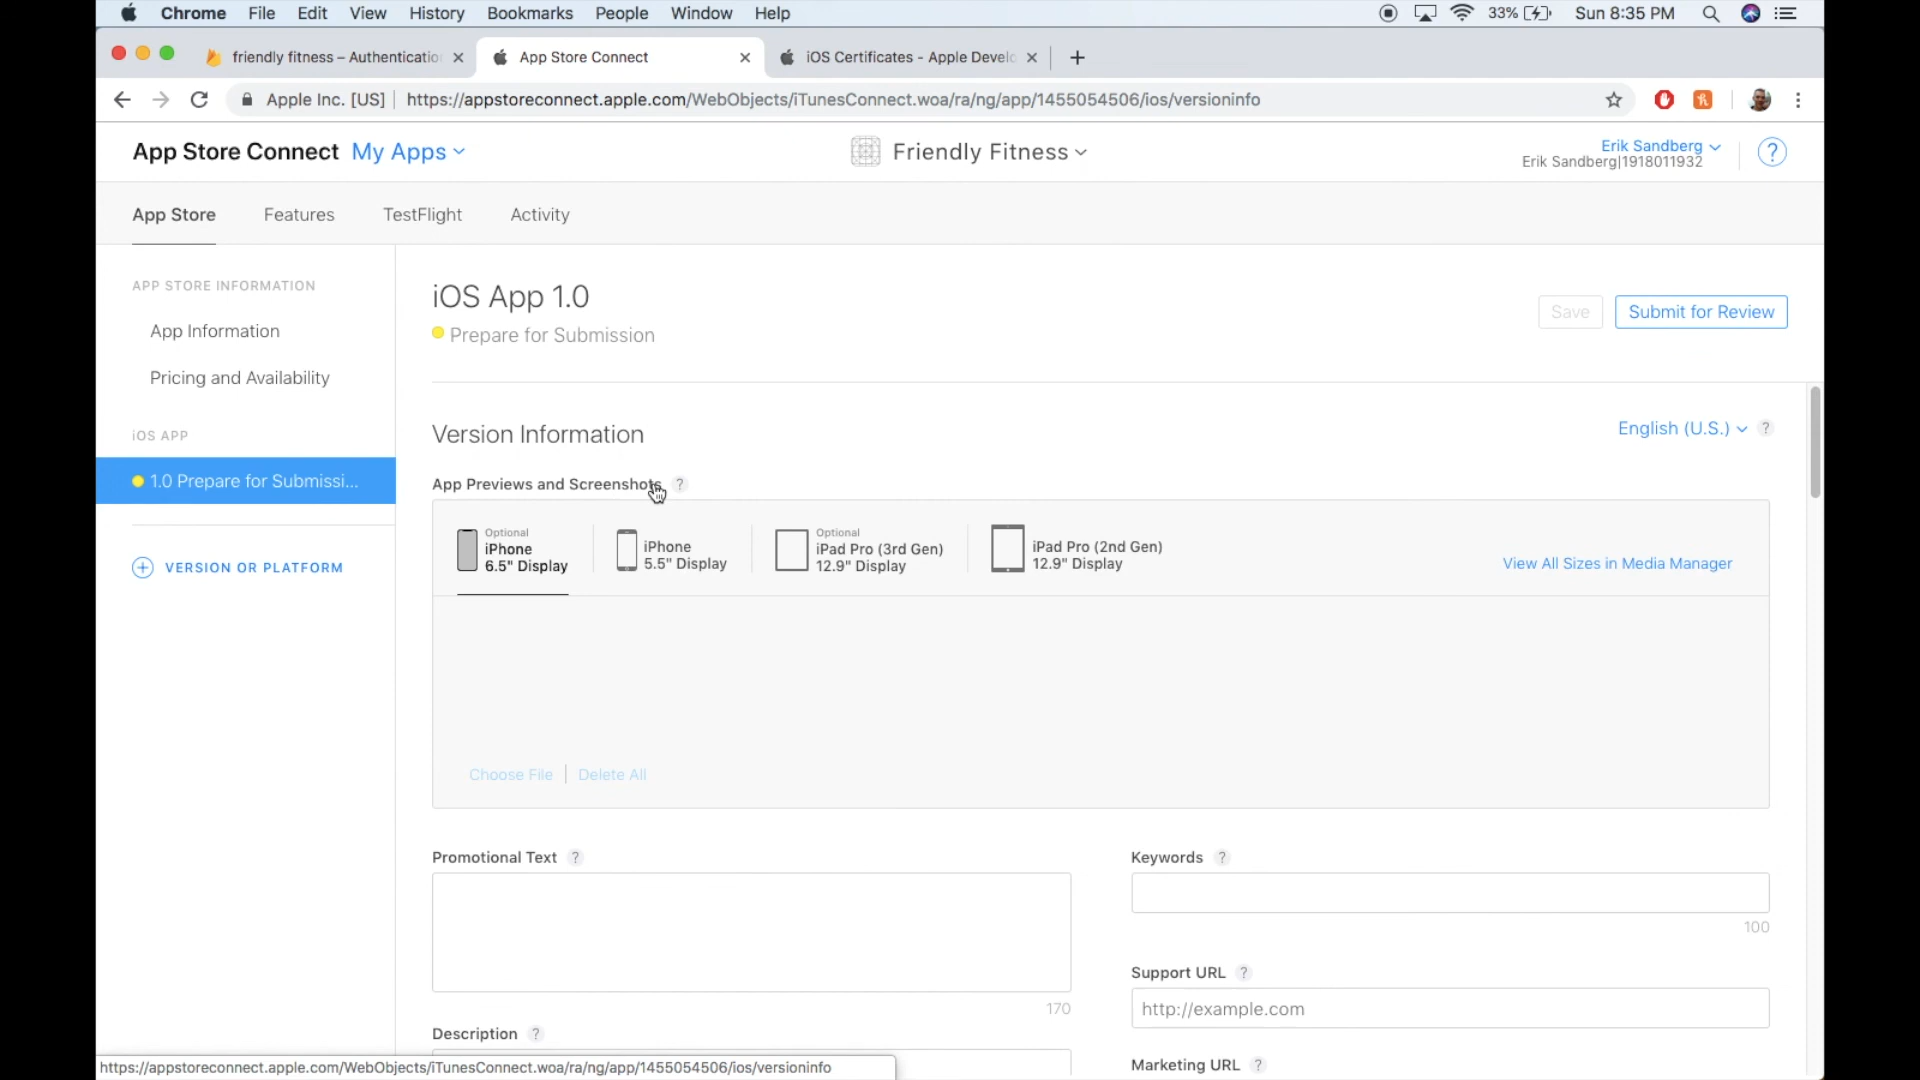 Chrome File Edit View History Bookmarks People Window Help 33% Sun 8:35 PM
friendly fitness – Authenticatio App Store Connect iOS Certificates - Apple Develo
Apple Inc. [US] https://appstoreconnect.apple.com/WebObjects/iTunesConnect.woa/ra/ng/app/1455054506/ios/versioninfo
App Store Connect My Apps Friendly Fitness Erik Sandberg
Erik Sandberg|1918011932
?
App Store Features TestFlight Activity
APP STORE INFORMATION
App Information
Pricing and Availability
iOS APP
1.0 Prepare for Submissi...
VERSION OR PLATFORM
iOS App 1.0
Prepare for Submission
Save Submit for Review
Version Information
English (U.S.) ?
App Previews and Screenshots ?
Optional
iPhone
6.5" Display
iPhone
5.5" Display
Optional
iPad Pro (3rd Gen)
12.9" Display
iPad Pro (2nd Gen)
12.9" Display
View All Sizes in Media Manager
Choose File Delete All
Promotional Text ?
170
Description ?
Keywords ?
100
Support URL ?
http://example.com
Marketing URL ?
https://appstoreconnect.apple.com/WebObjects/iTunesConnect.woa/ra/ng/app/1455054506/ios/versioninfo